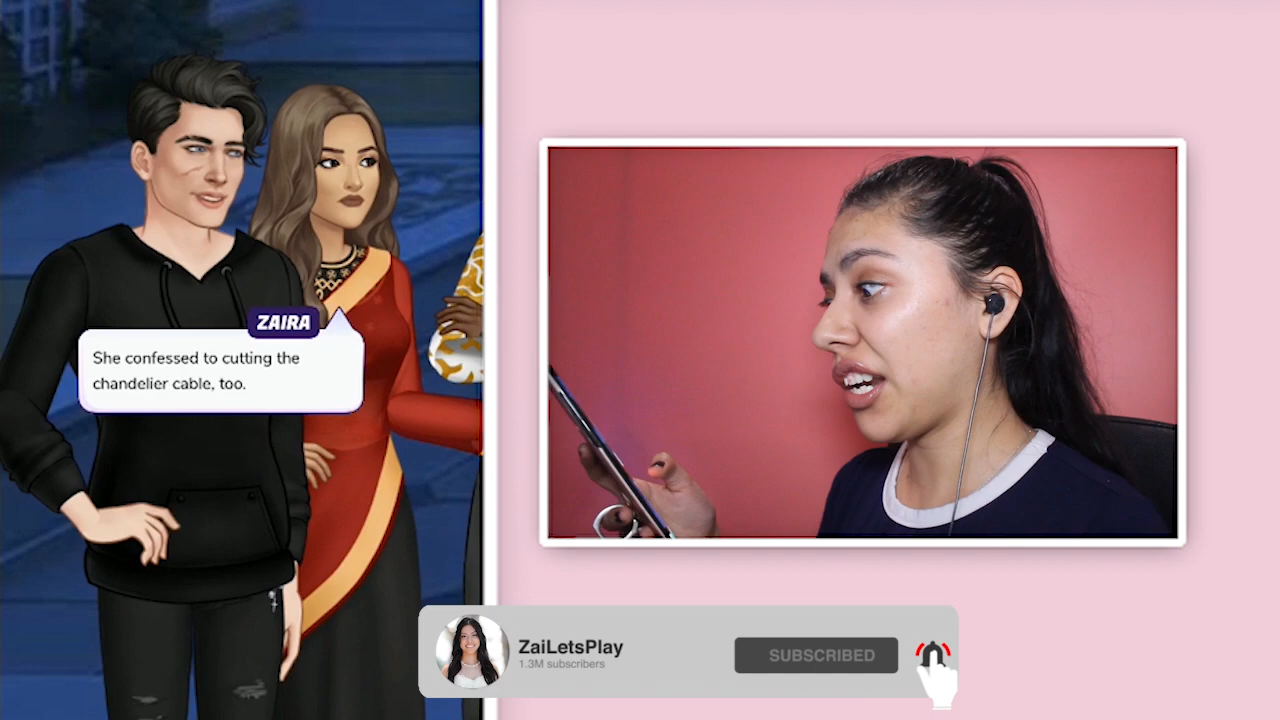 ZAIRA
She confessed to cutting the
chandelier cable, too.
ZaiLetsPlay
1.3M subscribers
SUBSCRIBED